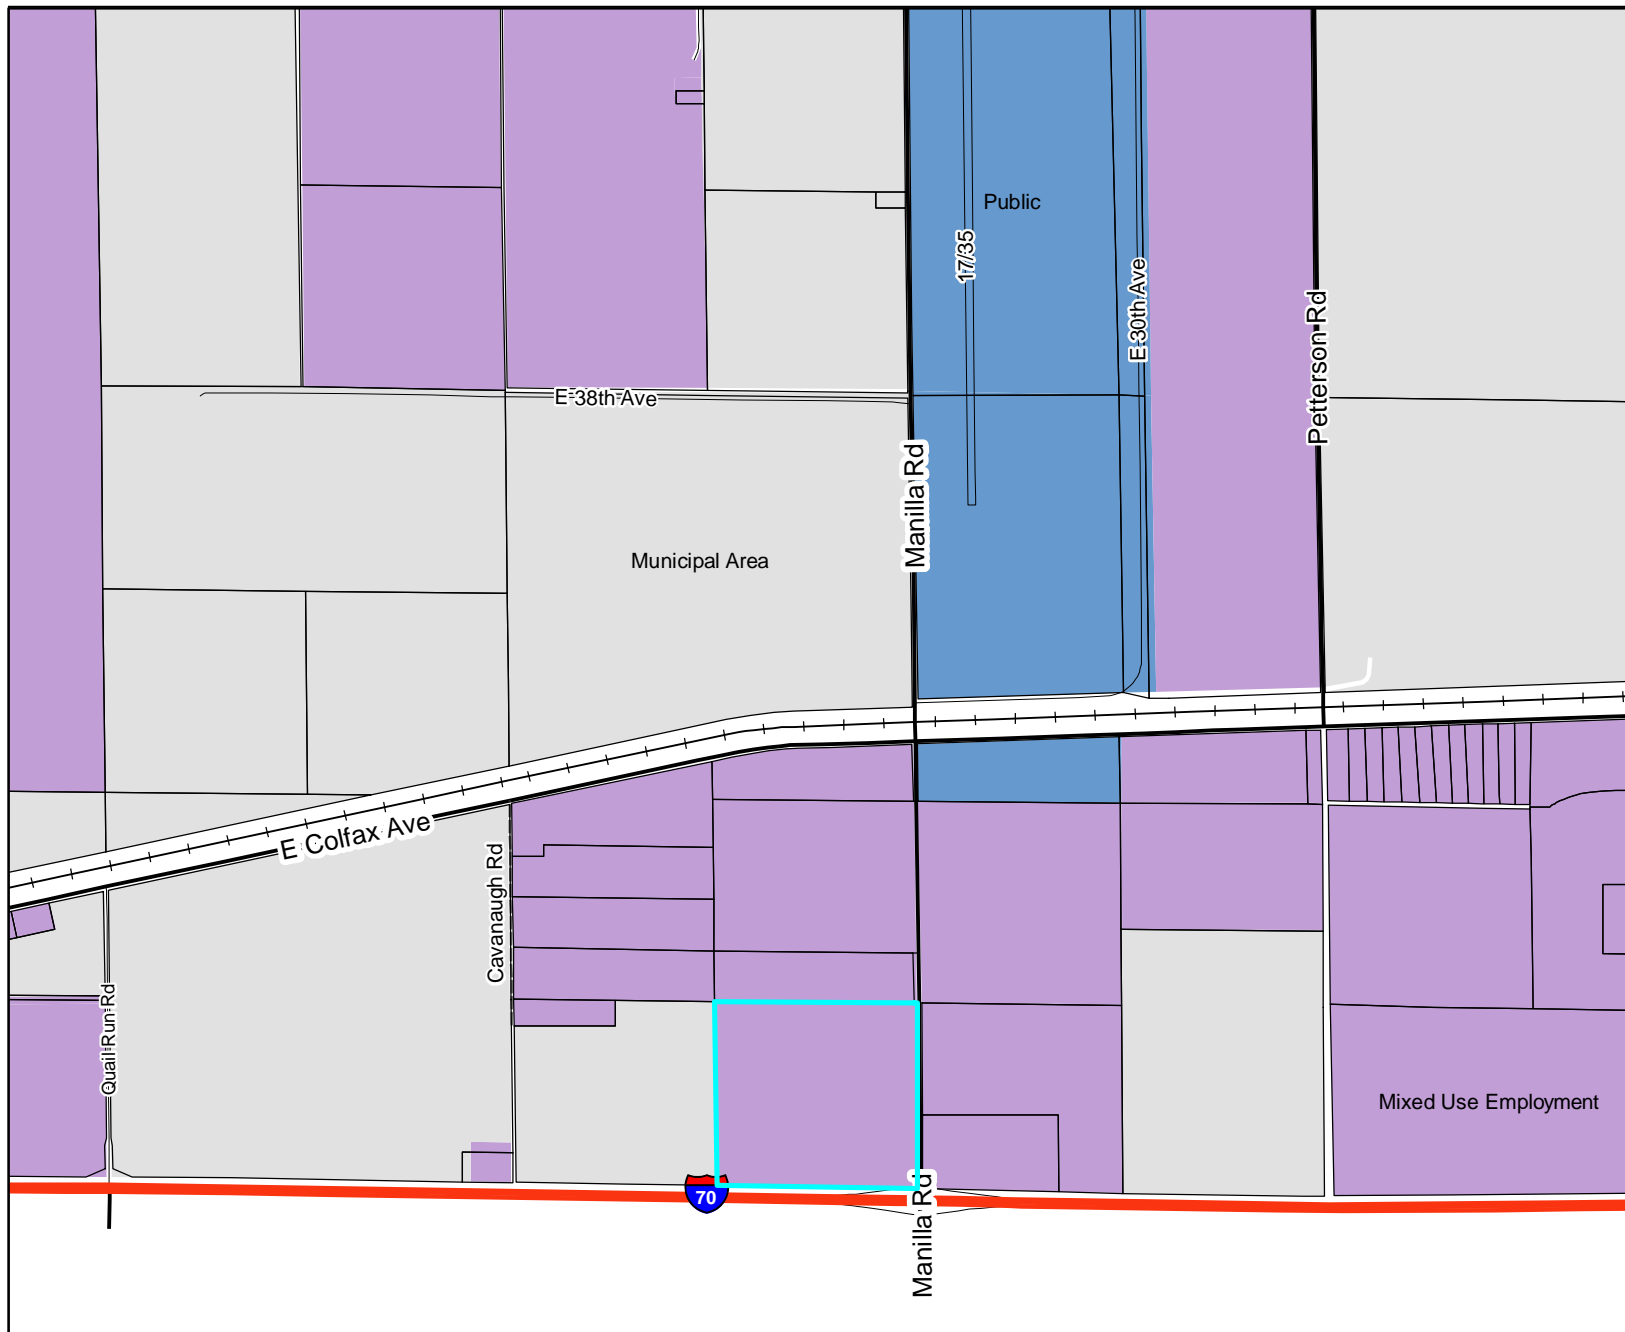 Public
17/35
E 30th Ave
Petterson Rd
E 38th Ave
Manilla Rd
Municipal Area
E Colfax Ave
Cavanaugh Rd
Quail Run Rd
Mixed Use Employment
70
Manilla Rd